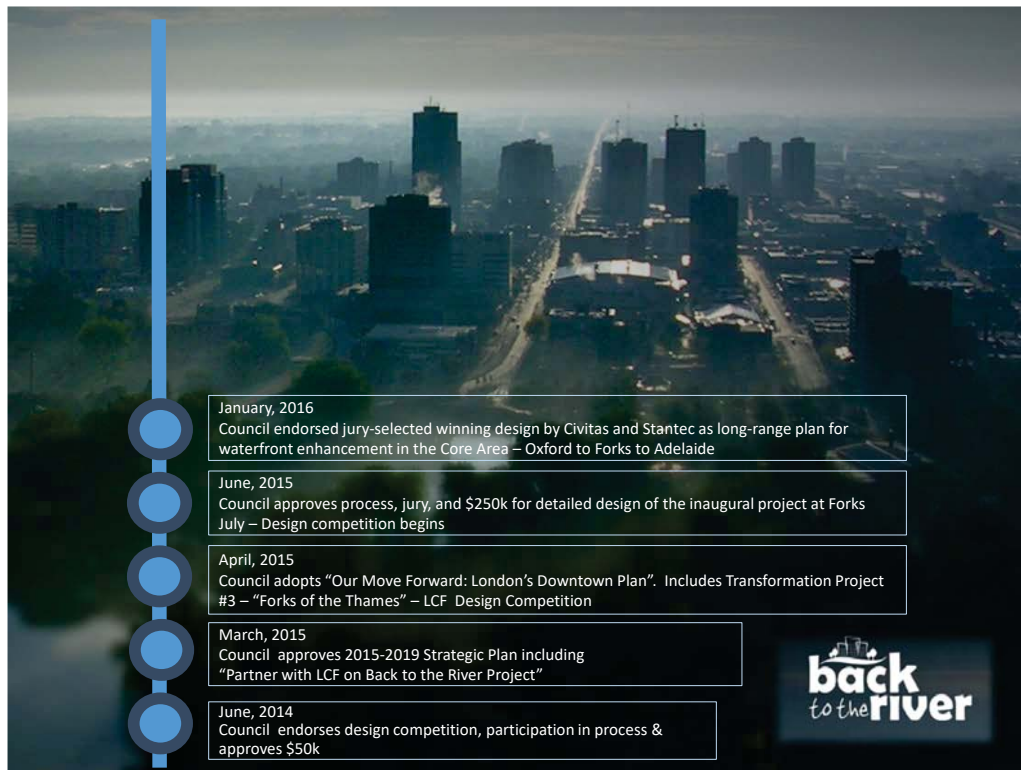 January, 2016
Council endorsed jury-selected winning design by Civitas and Stantec as long-range plan for
waterfront enhancement in the Core Area – Oxford to Forks to Adelaide
June, 2015
Council approves process, jury, and $250k for detailed design of the inaugural project at Forks
July – Design competition begins
April, 2015
Council adopts “Our Move Forward: London’s Downtown Plan”.  Includes Transformation Project
#3 – “Forks of the Thames” – LCF  Design Competition
March, 2015
Council  approves 2015-2019 Strategic Plan including
“Partner with LCF on Back to the River Project”
June, 2014
Council  endorses design competition, participation in process &
approves $50k
back
to the river